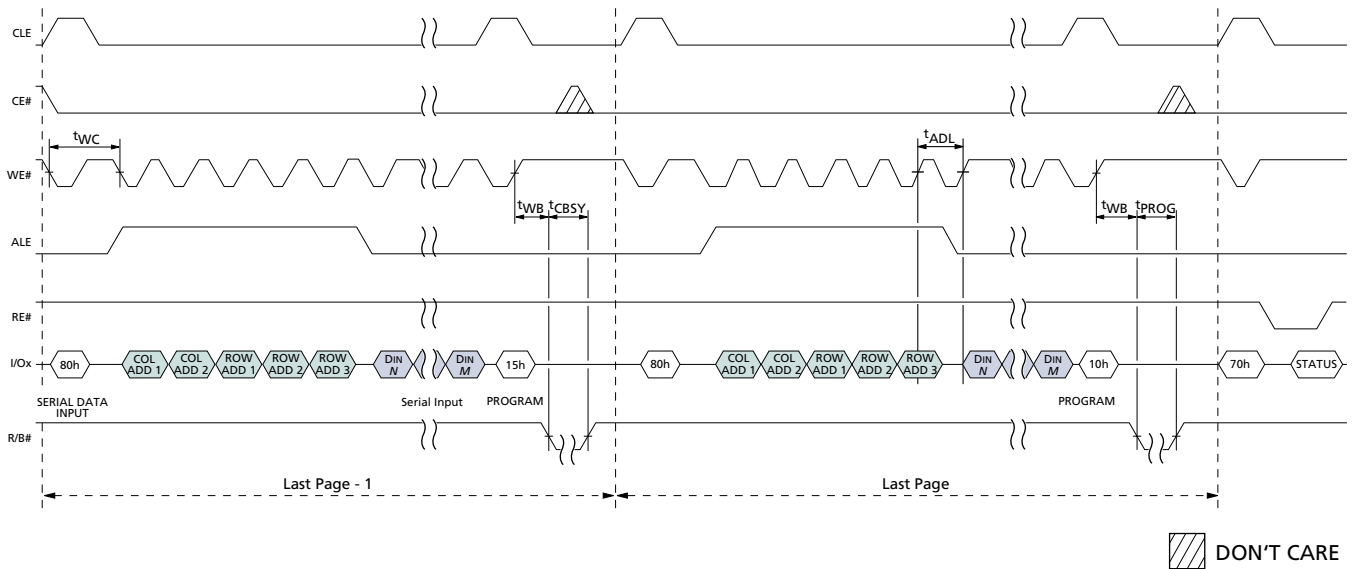 CLE
CE#
tWC
tADL
WE#
tWB
tCBSY
tWB
tPROG
ALE
RE#
I/Ox
80h
COL
ADD 1
COL
ADD 2
ROW
ADD 1
ROW
ADD 2
ROW
ADD 3
DIN
N
DIN
M
15h
80h
COL
ADD 1
COL
ADD 2
ROW
ADD 1
ROW
ADD 2
ROW
ADD 3
DIN
N
DIN
M
10h
70h
STATUS
SERIAL DATA
INPUT
Serial Input
PROGRAM
PROGRAM
R/B#
Last Page - 1
Last Page
DON'T CARE